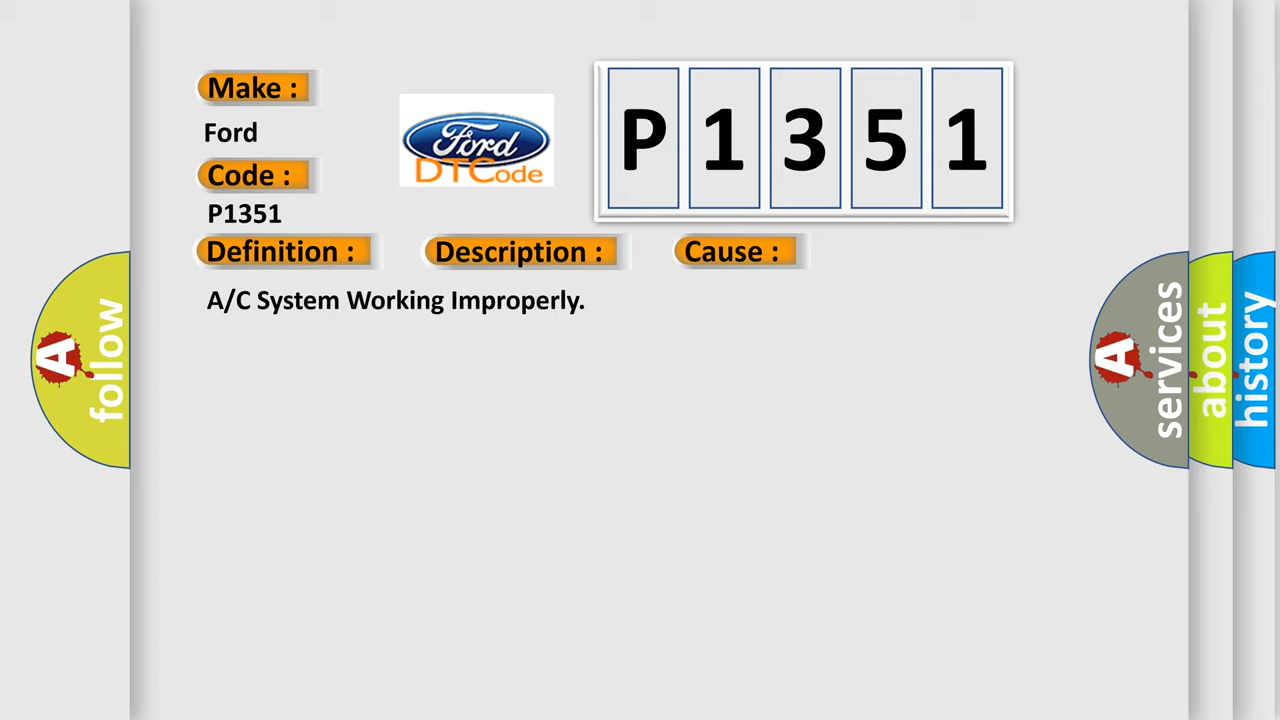 Make :
Ford
Code :
P1351
Ford
DTCode
P 1 3 5 1
Definition :
Description :
Cause :
A/C System Working Improperly.
A follow
A services
about
history